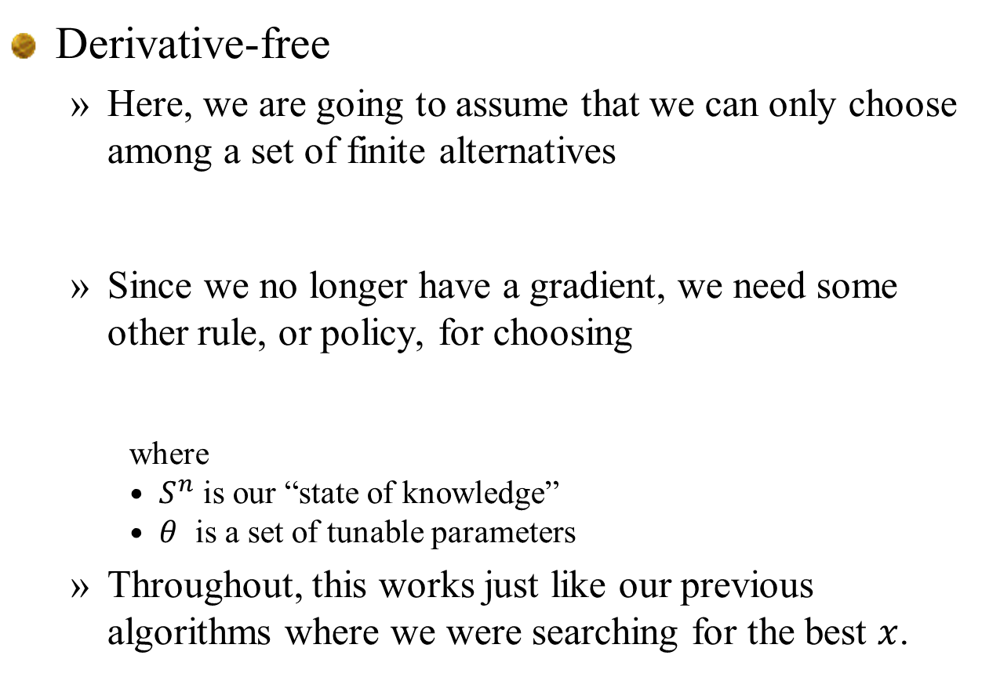 Derivative-free
» Here, we are going to assume that we can only choose
among a set of finite alternatives
» Since we no longer have a gradient, we need some
other rule, or policy, for choosing
where
• Sⁿ is our “state of knowledge”
• θ is a set of tunable parameters
» Throughout, this works just like our previous
algorithms where we were searching for the best x.